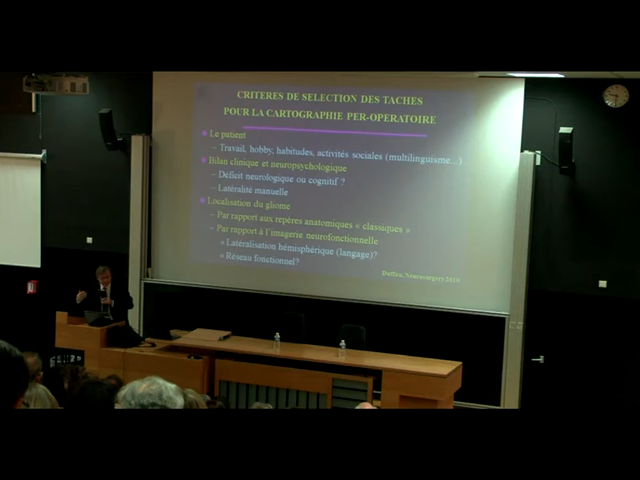 CRITERES DE SELECTION DES TACHES
POUR LA CARTOGRAPHIE PER-OPERATOIRE
Le patient
– Travail, hobby, habitudes, activités sociales (multilinguisme...)
Bilan clinique et neuropsychologique
– Déficit neurologique ou cognitif ?
– Latéralité manuelle
Localisation du gliome
– Par rapport aux repères anatomiques « classiques »
– Par rapport à l'imagerie neurofonctionnelle
» Latéralisation hémisphérique (langage)?
» Réseau fonctionnel?
Duffau, Neurosurgery 2010